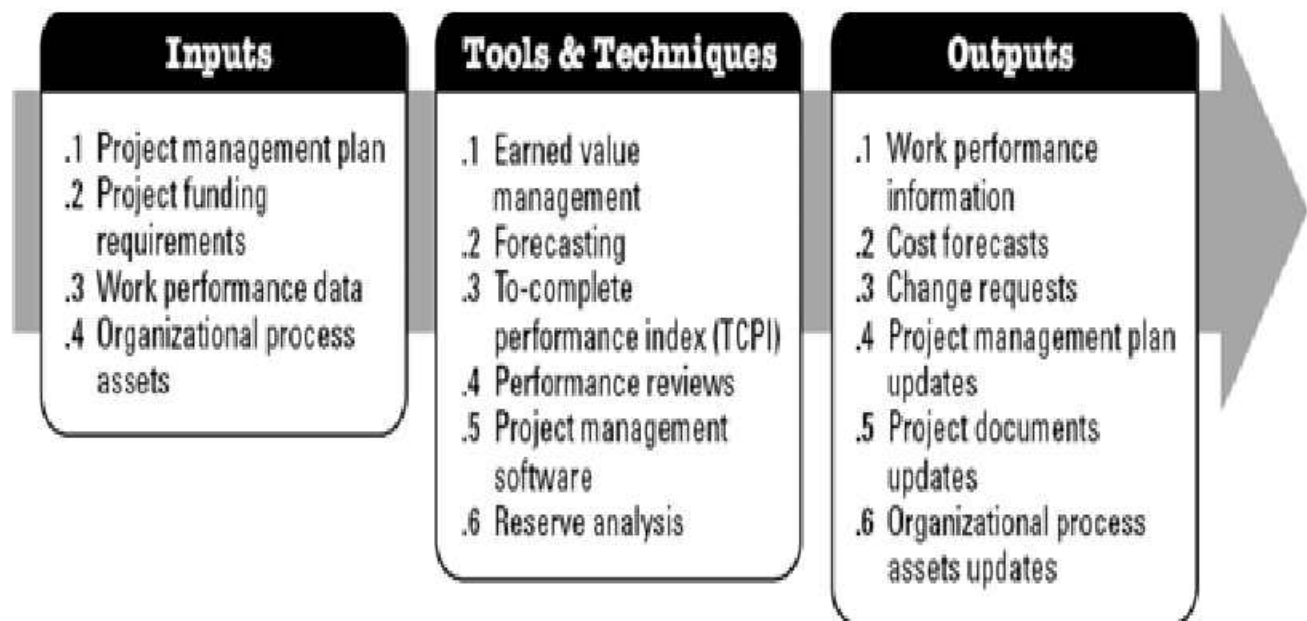 Inputs
.1 Project management plan
.2 Project funding
requirements
.3 Work performance data
.4 Organizational process
assets
Tools & Techniques
.1 Earned value
management
.2 Forecasting
.3 To-complete
performance index (TCPI)
.4 Performance reviews
.5 Project management
software
.6 Reserve analysis
Outputs
.1 Work performance
information
.2 Cost forecasts
.3 Change requests
.4 Project management plan
updates
.5 Project documents
updates
.6 Organizational process
assets updates